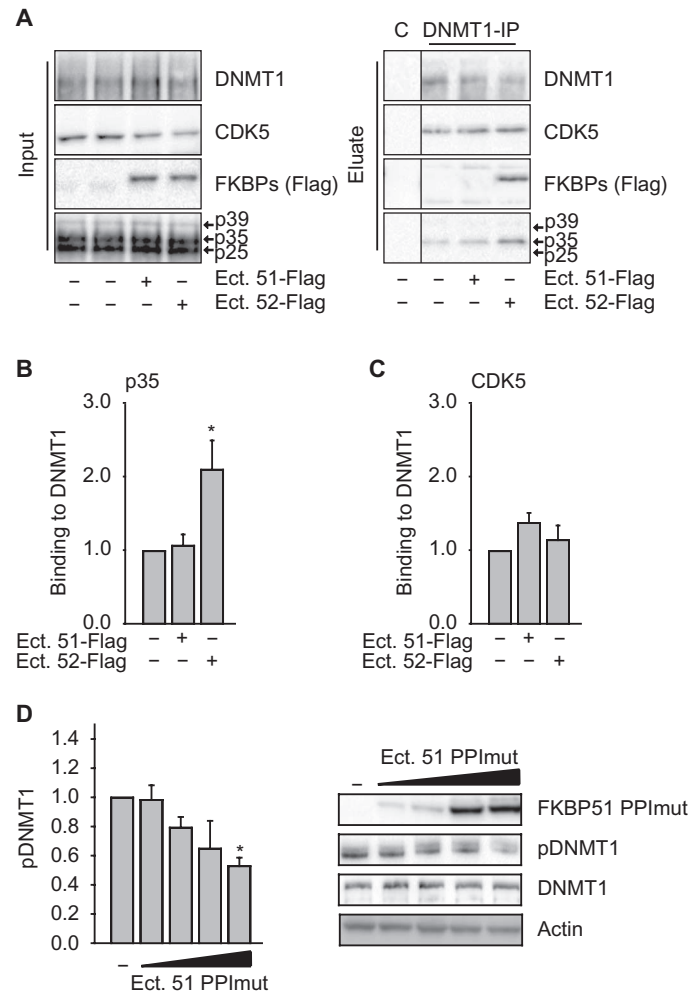 A
C DNMT1-IP
Input
DNMT1
CDK5
FKBPs (Flag)
p39
p35
p25
– – + – Ect. 51-Flag
– – – + Ect. 52-Flag
Eluate
DNMT1
CDK5
FKBPs (Flag)
p39
p35
p25
– – + – Ect. 51-Flag
– – – + Ect. 52-Flag
B
p35
Binding to DNMT1
3.0
2.0
1.0
0.0
*
Ect. 51-Flag – + –
Ect. 52-Flag – – +
C
CDK5
Binding to DNMT1
3.0
2.0
1.0
0.0
Ect. 51-Flag – + –
Ect. 52-Flag – – +
D
pDNMT1
1.4
1.2
1.0
0.8
0.6
0.4
0.2
0.0
*
–
Ect. 51 PPImut
Ect. 51 PPImut
–
FKBP51 PPImut
pDNMT1
DNMT1
Actin